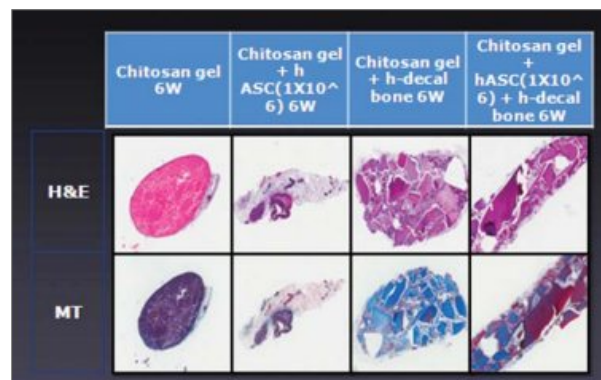 Chitosan gel
6W
Chitosan gel
+ h
ASC(1X10^
6) 6W
Chitosan gel
+ h-decal
bone 6W
Chitosan gel
+
hASC(1X10^
6) + h-decal
bone 6W
H&E
MT